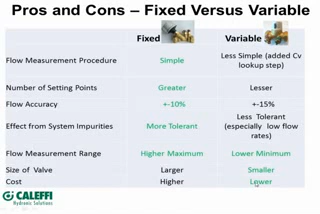 Pros and Cons – Fixed Versus Variable
Fixed Variable
Flow Measurement Procedure Simple Less Simple (added Cv
lookup step)
Number of Setting Points Greater Lesser
Flow Accuracy +-10% +-15%
Effect from System Impurities More Tolerant Less Tolerant
(especially low flow
rates)
Flow Measurement Range Higher Maximum Lower Minimum
Size of Valve Larger Smaller
Cost Higher Lower
CALEFFI
Hydronic Solutions